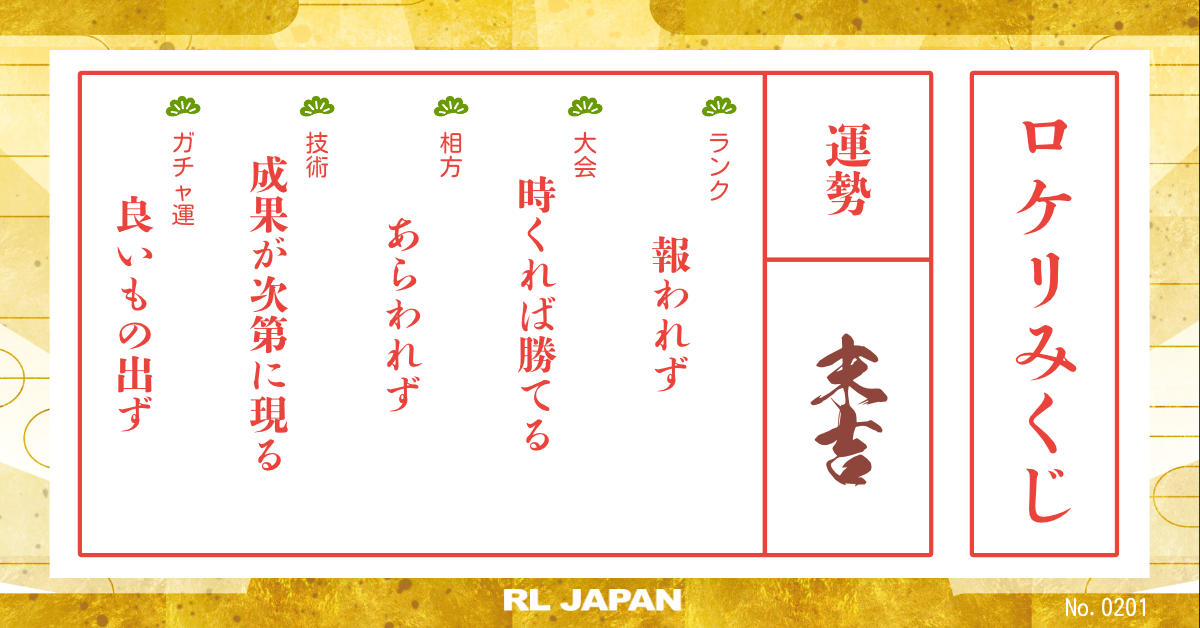 ロケリみくじ
運勢
末吉
ランク
報われず
大会
時くれば勝てる
相方
あらわれず
技術
成果が次第に現る
ガチャ運
良いもの出ず
RL JAPAN
No. 0201